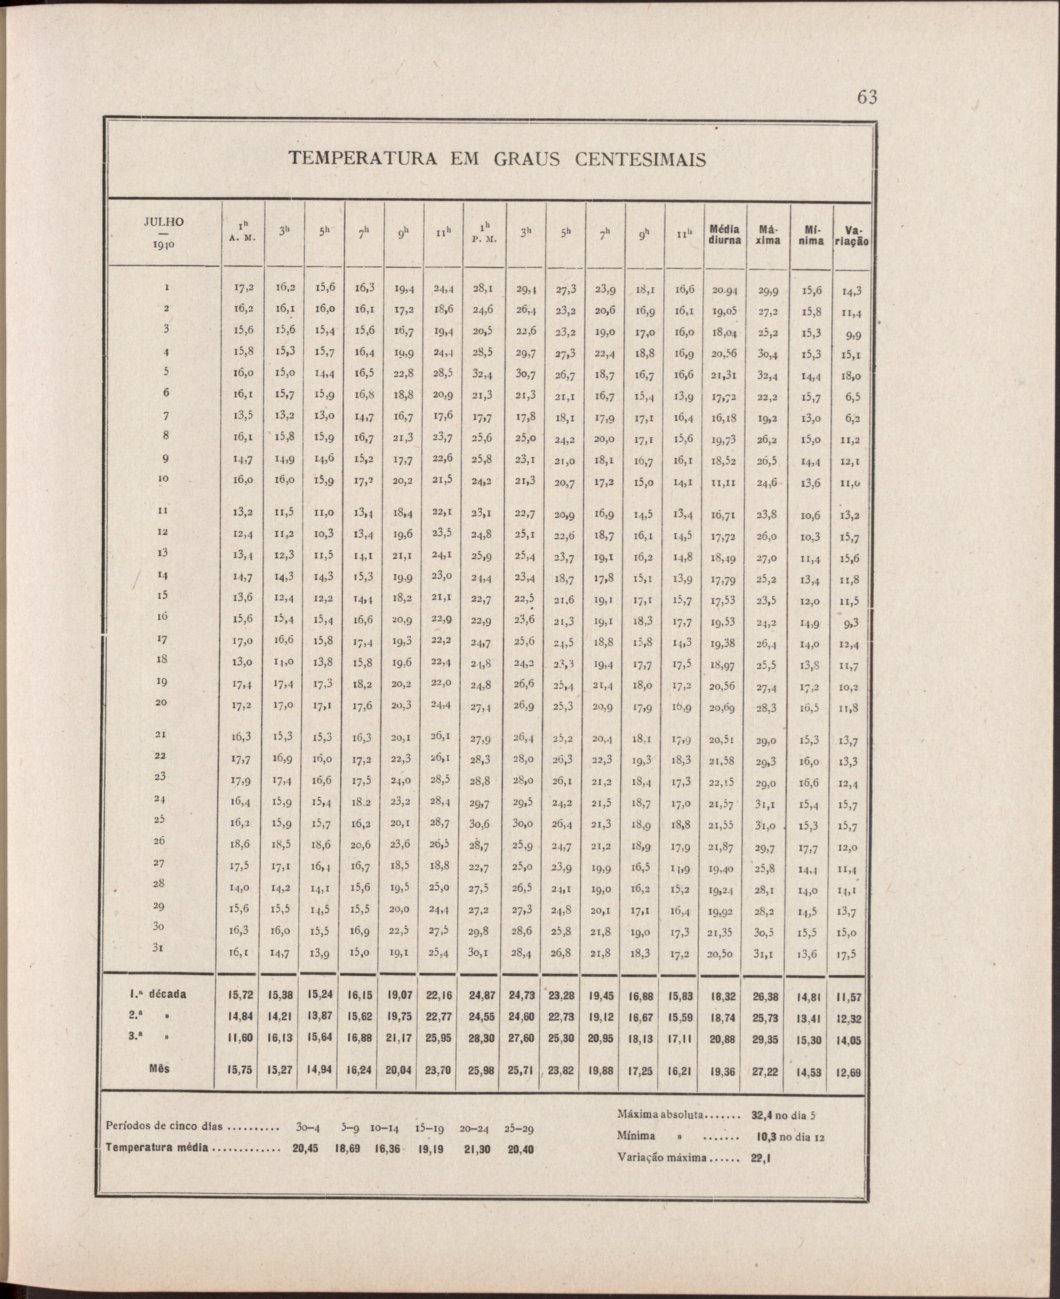 63
TEMPERATURA EM GRAUS CENTESIMAIS
JULHO — 1940 1h A. M. 3h 5h 7h 9h 11h 1h P. M. 3h 5h 7h 9h 11h Média diurna Má-xima Mí-nima Va-riação
1 17,2 16,2 15,6 16,3 19,4 24,4 28,1 29,4 27,3 23,9 18,1 16,6 20.94 29,9 15,6 14,3
2 16,2 16,1 16,0 16,1 17,2 18,6 24,6 26,4 23,2 20,6 16,9 16,1 19,05 27,2 15,8 11,4
3 15,6 15,6 15,4 15,6 16,7 19,4 20,5 22,6 23,2 19,0 17,0 16,0 18,04 25,2 15,3 9,9
4 15,8 15,3 15,7 16,4 19,9 24,4 28,5 29,7 27,3 22,4 18,8 16,9 20,56 30,4 15,3 15,1
5 16,0 15,0 14,4 16,5 22,8 28,5 32,4 30,7 26,7 18,7 16,7 16,6 21,31 32,4 14,4 18,0
6 16,1 15,7 15,9 16,8 18,8 20,9 21,3 21,3 21,1 16,7 15,4 13,9 17,72 22,2 15,7 6,5
7 13,5 13,2 13,0 14,7 16,7 17,6 17,7 17,8 18,1 17,9 17,1 16,4 16,18 19,2 13,0 6,2
8 16,1 15,8 15,9 16,7 21,3 23,7 25,6 25,0 24,2 20,0 17,1 15,6 19,73 26,2 15,0 11,2
9 14,7 14,9 14,6 15,2 17,7 22,6 25,8 23,1 21,0 18,1 16,7 16,1 18,52 26,5 14,4 12,1
10 16,0 16,0 15,9 17,2 20,2 21,5 24,2 21,3 20,7 17,2 15,0 14,1 11,11 24,6 13,6 11,0
11 13,2 11,5 11,0 13,4 18,4 22,1 23,1 22,7 20,9 16,9 14,5 13,4 16,71 23,8 10,6 13,2
12 12,4 11,2 10,3 13,4 19,6 23,5 24,8 25,1 22,6 18,7 16,1 14,5 17,72 26,0 10,3 15,7
13 13,4 12,3 11,5 14,1 21,1 24,1 25,9 25,4 23,7 19,1 16,2 14,8 18,49 27,0 11,4 15,6
14 14,7 14,3 14,3 15,3 19,9 23,0 24,4 23,4 18,7 17,8 15,1 13,9 17,79 25,2 13,4 11,8
15 13,6 12,4 12,2 14,4 18,2 21,1 22,7 22,5 21,6 19,1 17,1 15,7 17,53 23,5 12,0 11,5
16 15,6 15,4 15,4 16,6 20,9 22,9 22,9 23,6 21,3 19,1 18,3 17,7 19,53 24,2 14,9 9,3
17 17,0 16,6 15,8 17,4 19,3 22,2 24,7 25,6 24,5 18,8 15,8 14,3 19,38 26,4 14,0 12,4
18 13,0 14,0 13,8 15,8 19,6 22,4 24,8 24,2 23,3 19,4 17,7 17,5 18,97 25,5 13,8 11,7
19 17,4 17,4 17,3 18,2 20,2 22,0 24,8 26,6 25,4 21,4 18,0 17,2 20,56 27,4 17,2 10,2
20 17,2 17,0 17,1 17,6 20,3 24,4 27,4 26,9 25,3 20,9 17,9 16,9 20,69 28,3 16,5 11,8
21 16,3 15,3 15,3 16,3 20,1 26,1 27,9 26,4 25,2 20,4 18,1 17,9 20,51 29,0 15,3 13,7
22 17,7 16,9 16,0 17,2 22,3 26,1 28,3 28,0 26,3 22,3 19,3 18,3 21,58 29,3 16,0 13,3
23 17,9 17,4 16,6 17,5 24,0 28,5 28,8 28,0 26,1 21,2 18,4 17,3 22,15 29,0 16,6 12,4
24 16,4 15,9 15,4 18.2 23,2 28,4 29,7 29,5 24,2 21,5 18,7 17,0 21,57 31,1 15,4 15,7
25 16,2 15,9 15,7 16,2 20,1 28,7 30,6 30,0 26,4 21,3 18,9 18,8 21,55 31,0 15,3 15,7
26 18,6 18,5 18,6 20,6 23,6 26,5 28,7 25,9 24,7 21,2 18,9 17,9 21,87 29,7 17,7 12,0
27 17,5 17,1 16,4 16,7 18,5 18,8 22,7 25,0 23,9 19,9 16,5 14,9 19,40 25,8 14,4 11,4
28 14,0 14,2 14,1 15,6 19,5 25,0 27,5 26,5 24,1 19,0 16,2 15,2 19,24 28,1 14,0 14,1
29 15,6 15,5 14,5 15,5 20,0 24,4 27,2 27,3 24,8 20,1 17,1 16,4 19,92 28,2 14,5 13,7
30 16,3 16,0 15,5 16,9 22,5 27,5 29,8 28,6 25,8 21,8 19,0 17,3 21,35 30,5 15,5 15,0
31 16,1 14,7 13,9 15,0 19,1 25,4 30,1 28,4 26,8 21,8 18,3 17,2 20,50 31,1 13,6 17,5
1.ª década 15,72 15,38 15,24 16,15 19,07 22,16 24,87 24,73 23,28 19,45 16,88 15,83 18,32 26,38 14,81 11,57
2.ª » 14,84 14,21 13,87 15,62 19,75 22,77 24,55 24,60 22,73 19,12 16,67 15,59 18,74 25,73 13,41 12,32
3.ª » 11,60 16,13 15,64 16,88 21,17 25,95 28,30 27,60 25,30 20,95 18,13 17,11 20,88 29,35 15,30 14,05
Mês 15,75 15,27 14,94 16,24 20,04 23,70 25,98 25,71 23,82 19,88 17,25 16,21 19,36 27,22 14,53 12,69
Períodos de cinco dias .......... 30–4 5–9 10–14 15–19 20–24 25–29
Temperatura média ............. 20,45 18,69 16,36 19,19 21,30 20,40
Máxima absoluta....... 32,4 no dia 5
Mínima » ....... 10,3 no dia 12
Variação máxima ...... 22,1